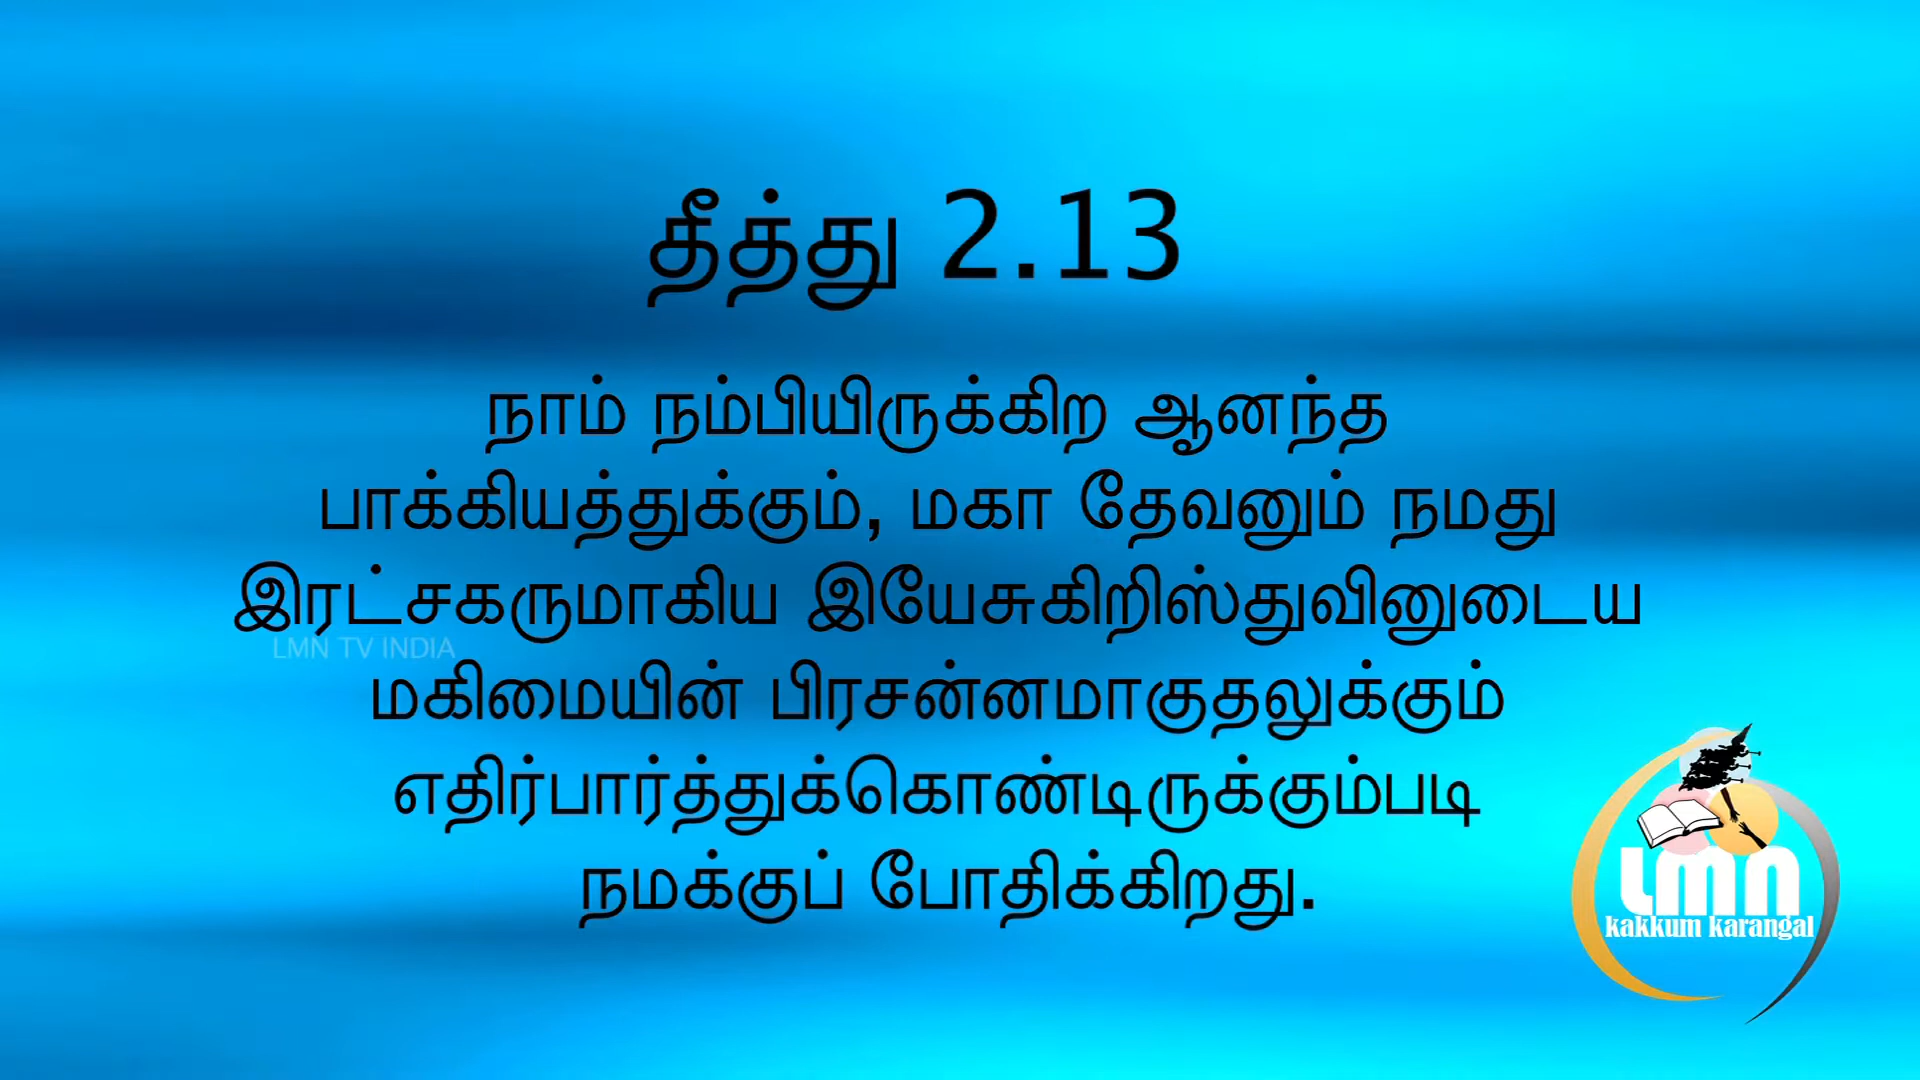 தீத்து 2.13
நாம் நம்பியிருக்கிற ஆனந்த
பாக்கியத்துக்கும், மகா தேவனும் நமது
இரட்சகருமாகிய இயேசுகிறிஸ்துவினுடைய
LMN TV INDIA
மகிமையின் பிரசன்னமாகுதலுக்கும்
எதிர்பார்த்துக்கொண்டிருக்கும்படி
நமக்குப் போதிக்கிறது.
LMN
kakkum karangal